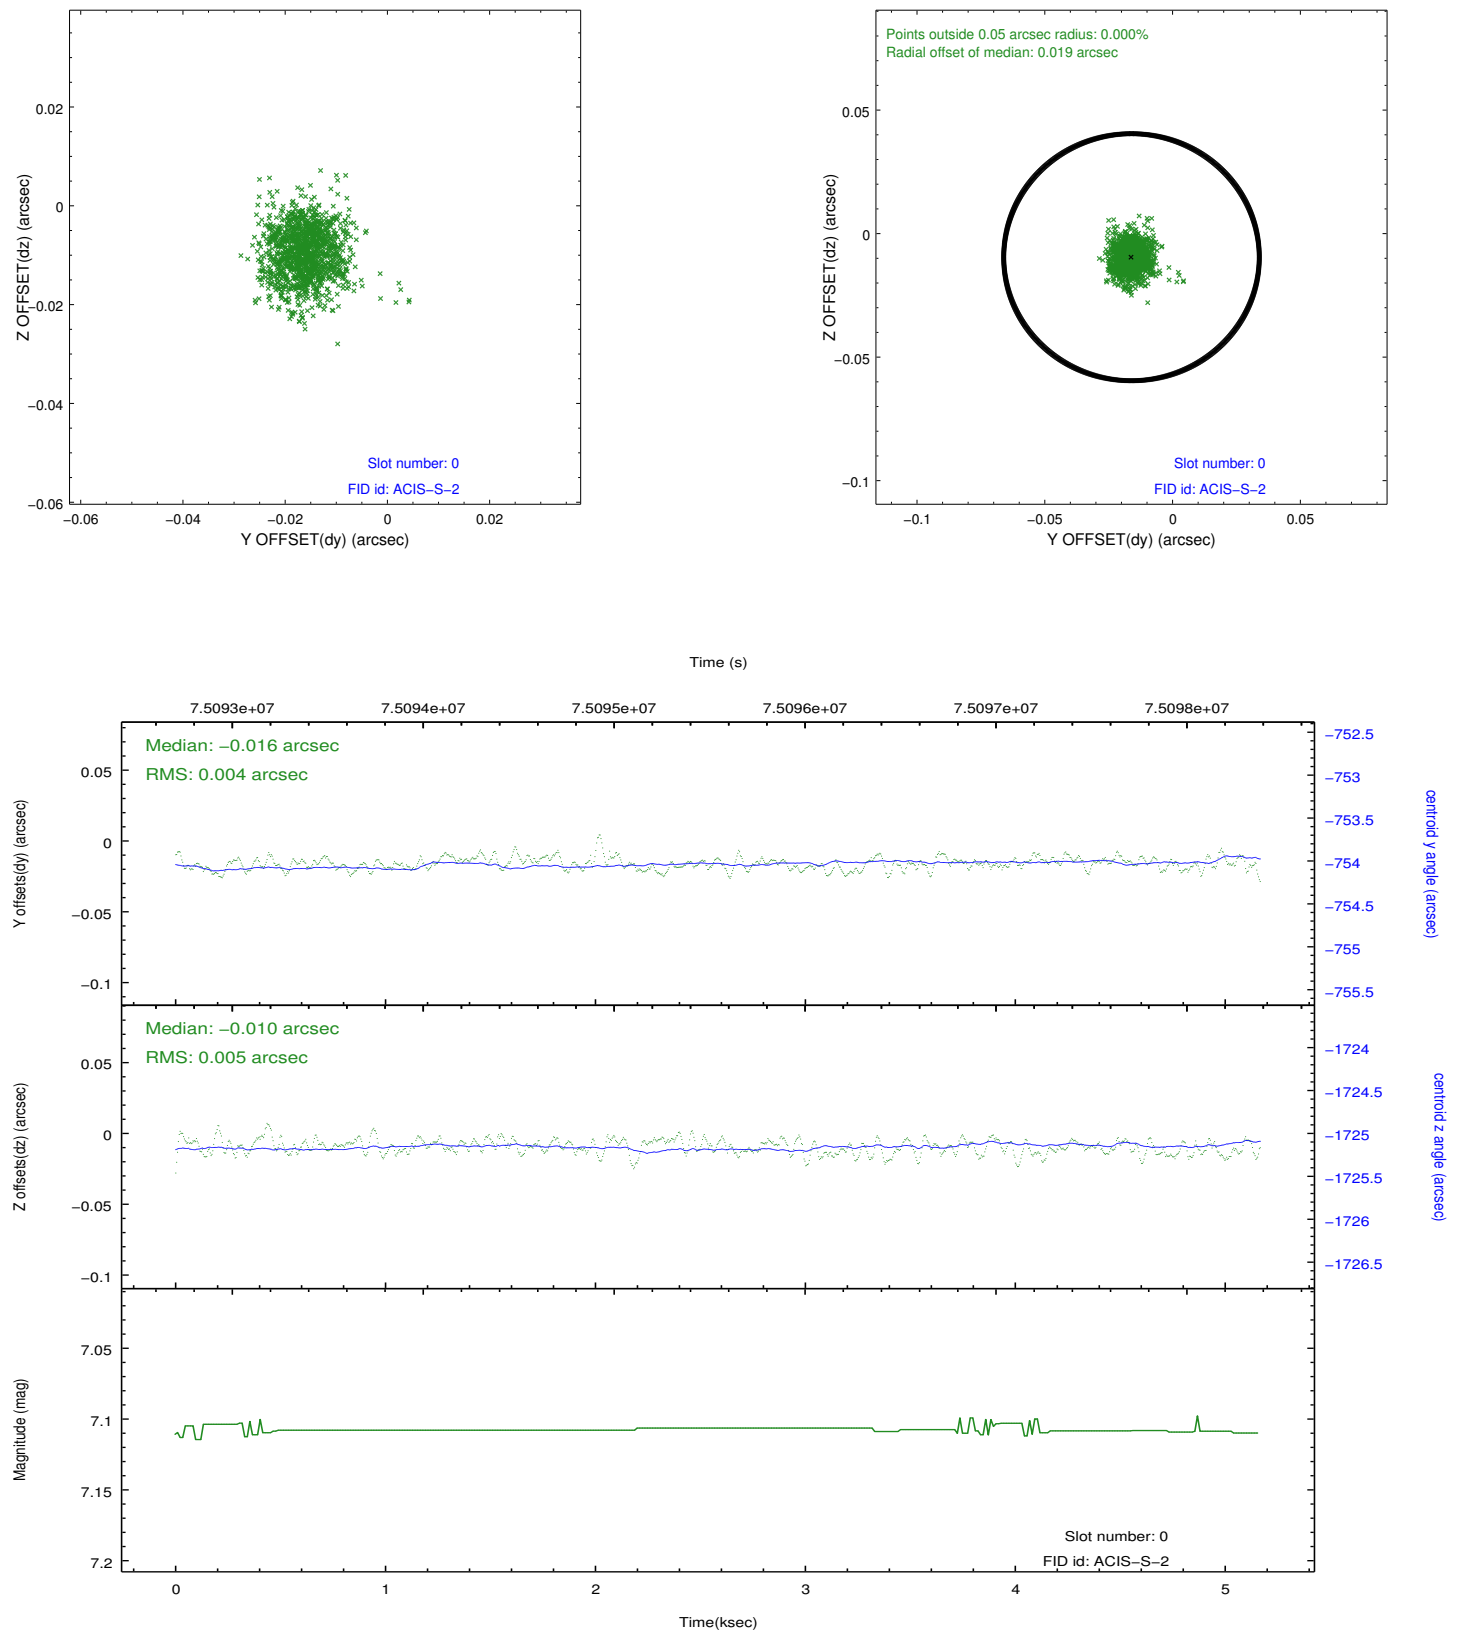 0.02
0
−0.02
−0.04
−0.06
Z OFFSET(dz) (arcsec)
Slot number: 0
FID id: ACIS−S−2
−0.06 −0.04 −0.02 0 0.02
Y OFFSET(dy) (arcsec)
Points outside 0.05 arcsec radius: 0.000%
Radial offset of median: 0.019 arcsec
0.05
0
−0.05
−0.1
Z OFFSET(dz) (arcsec)
Slot number: 0
FID id: ACIS−S−2
−0.1 −0.05 0 0.05
Y OFFSET(dy) (arcsec)
Time (s)
7.5093e+07 7.5094e+07 7.5095e+07 7.5096e+07 7.5097e+07 7.5098e+07
Median: −0.016 arcsec
RMS: 0.004 arcsec
0.05
0
−0.05
−0.1
Y offsets(dy) (arcsec)
−752.5
−753
−753.5
−754
−754.5
−755
−755.5
centroid y angle (arcsec)
Median: −0.010 arcsec
RMS: 0.005 arcsec
0.05
0
−0.05
−0.1
Z offsets(dz) (arcsec)
−1724
−1724.5
−1725
−1725.5
−1726
−1726.5
centroid z angle (arcsec)
7.05
7.1
7.15
7.2
Magnitude (mag)
Slot number: 0
FID id: ACIS−S−2
0 1 2 3 4 5
Time(ksec)